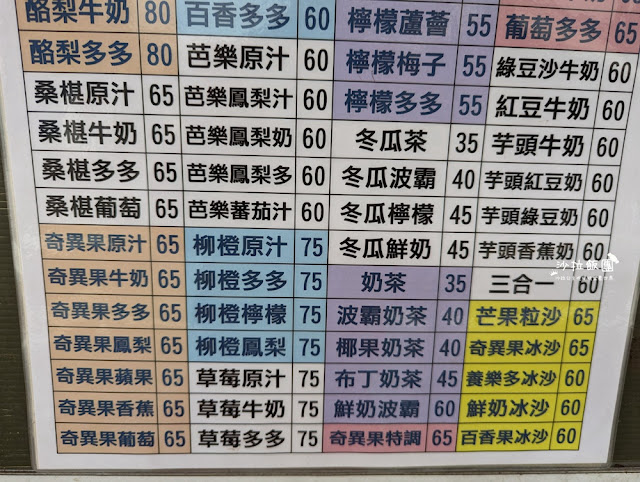 酪梨牛奶 80 百香多多 60 檸檬蘆薈 55 葡萄多多 65
酪梨多多 80 芭樂原汁 60 檸檬梅子 55 綠豆沙牛奶 60
桑椹原汁 65 芭樂鳳梨汁 60 檸檬多多 55 紅豆牛奶 60
桑椹牛奶 65 芭樂鳳梨奶 60 冬瓜茶 35 芋頭牛奶 60
桑椹多多 65 芭樂鳳梨多 60 冬瓜波霸 40 芋頭紅豆奶 60
桑椹葡萄 65 芭樂蕃茄汁 60 冬瓜檸檬 45 芋頭綠豆奶 60
奇異果原汁 65 柳橙原汁 75 冬瓜鮮奶 45 芋頭香蕉奶 60
奇異果牛奶 65 柳橙多多 75 奶茶 35 三合一 60
奇異果多多 65 柳橙檸檬 75 波霸奶茶 40 芒果粒沙 65
奇異果鳳梨 65 柳橙鳳梨 75 椰果奶茶 40 奇異果冰沙 65
奇異果蘋果 65 草莓原汁 75 布丁奶茶 45 養樂多冰沙 60
奇異果香蕉 65 草莓牛奶 75 鮮奶波霸 60 鮮奶冰沙 60
奇異果葡萄 65 草莓多多 75 奇異果特調 65 百香果冰沙 60
沙拉飯團